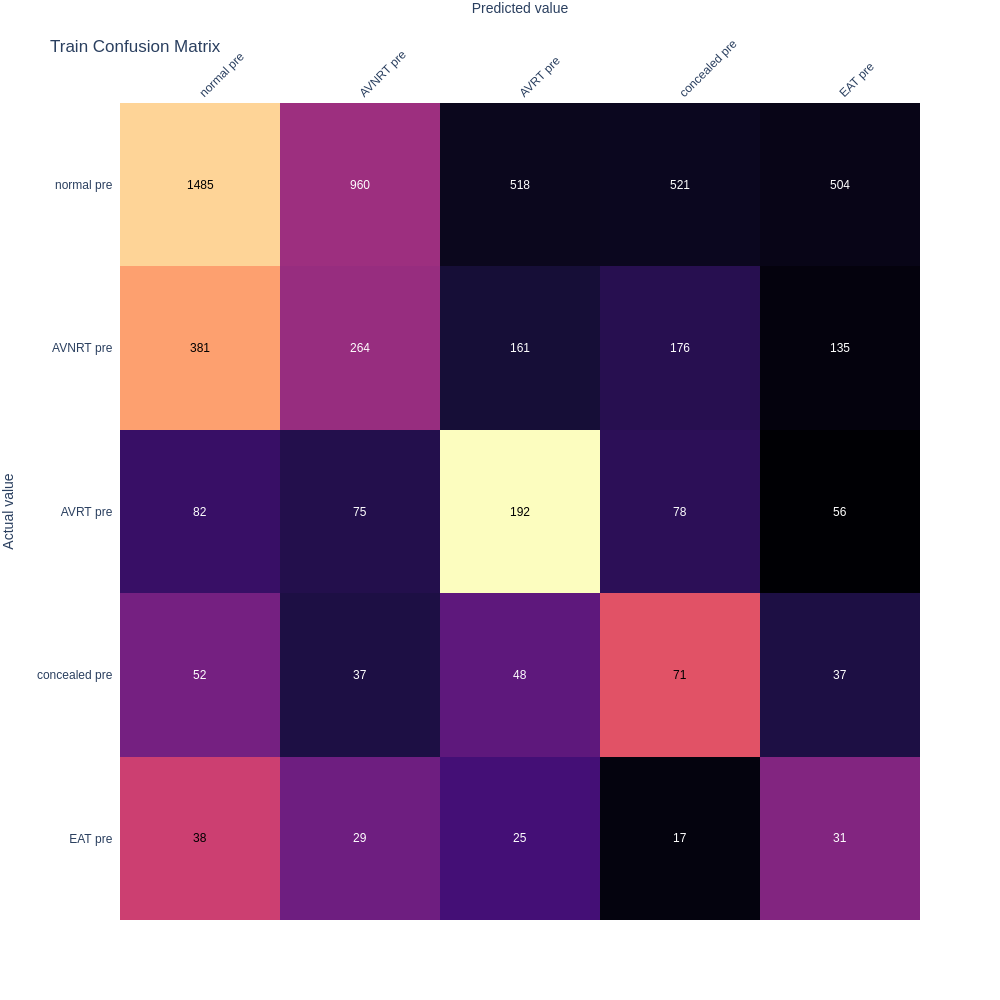 Predicted value
Train Confusion Matrix
normal pre AVNRT pre AVRT pre concealed pre EAT pre
normal pre 1485 960 518 521 504
AVNRT pre 381 264 161 176 135
Actual value
AVRT pre 82 75 192 78 56
concealed pre 52 37 48 71 37
EAT pre 38 29 25 17 31